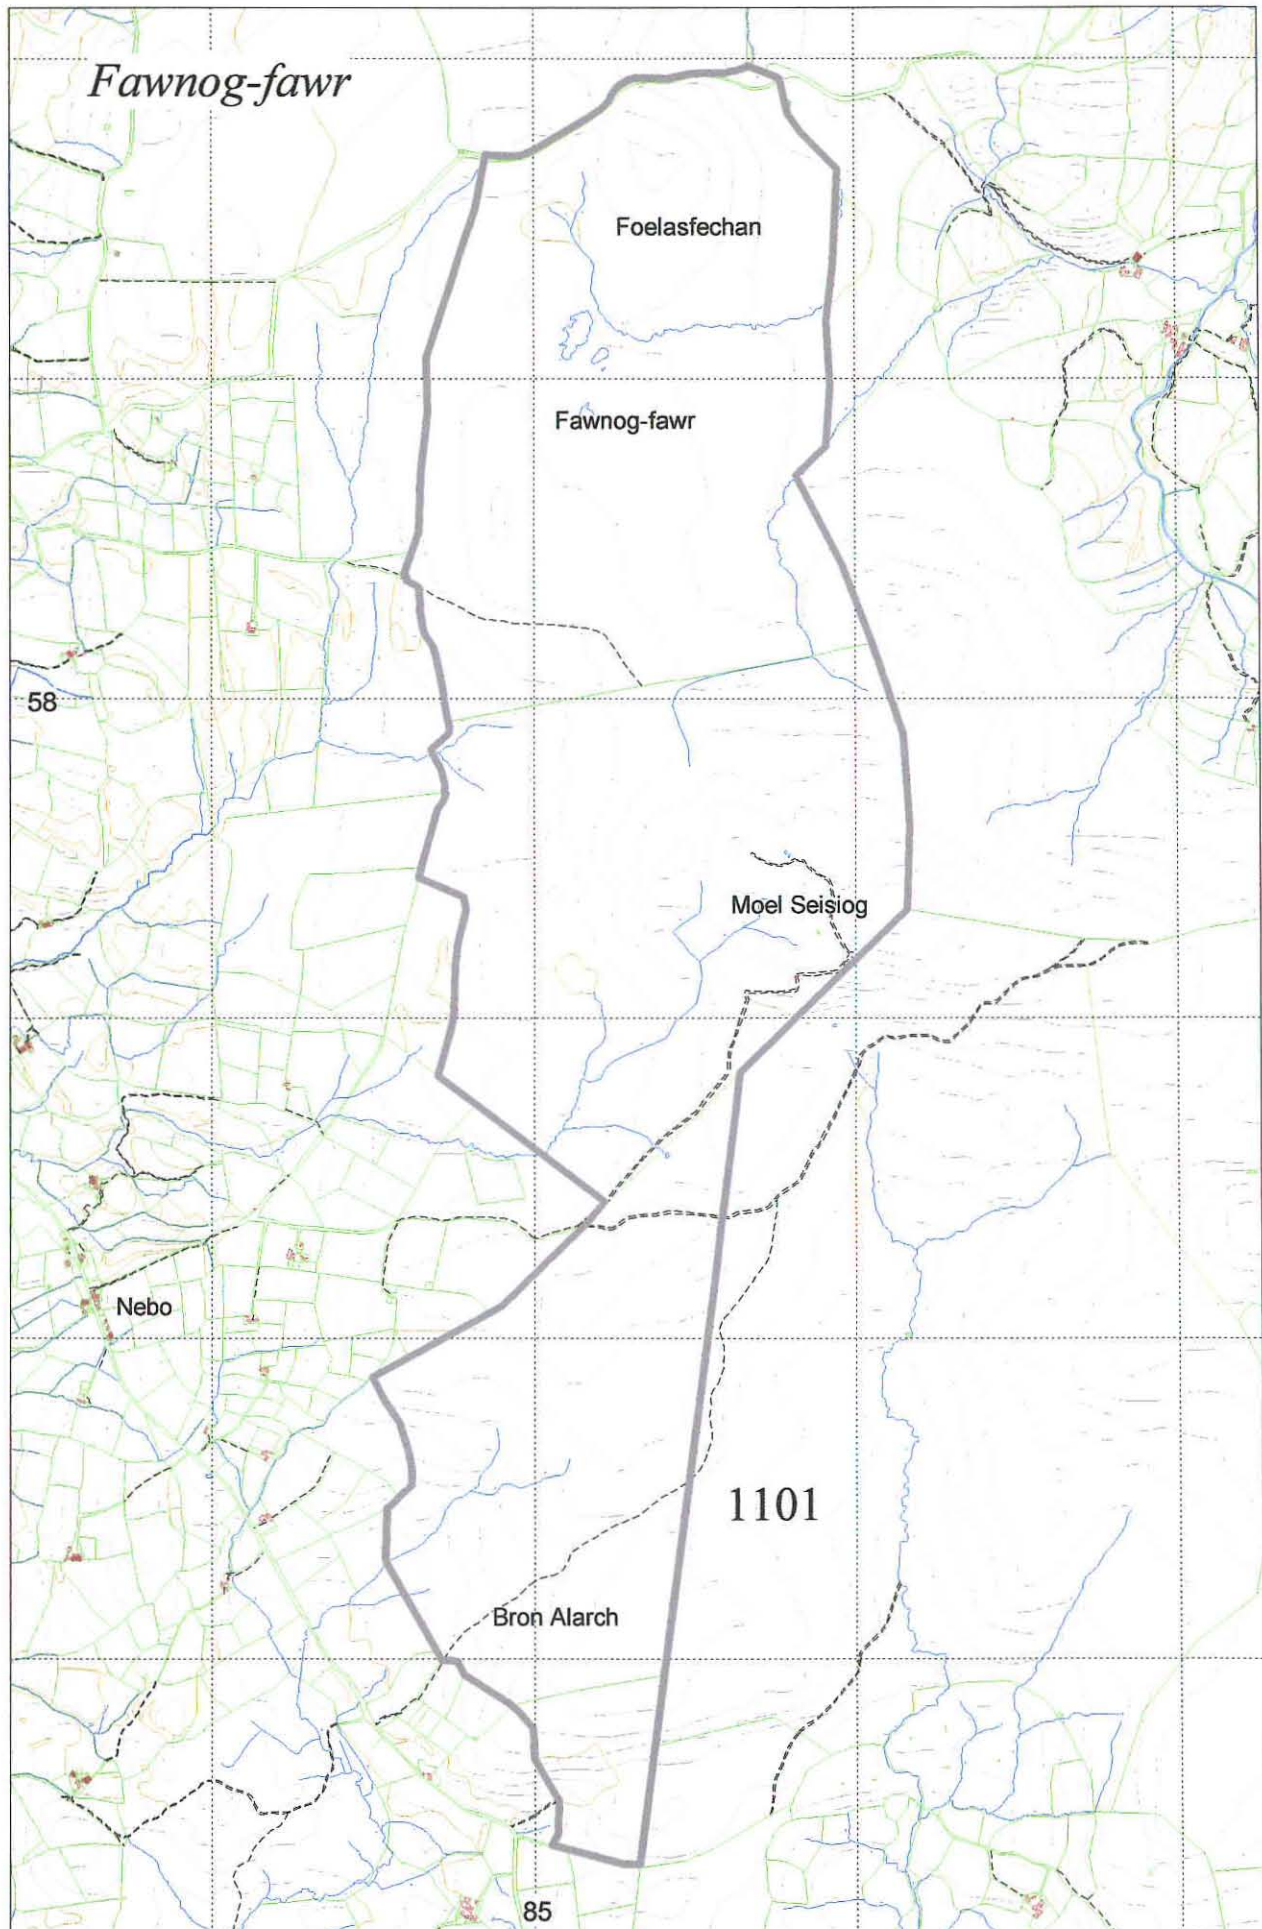 Fawnog-fawr
Foelasfechan
Fawnog-fawr
58
Moel Seisiog
Nebo
1101
Bron Alarch
85